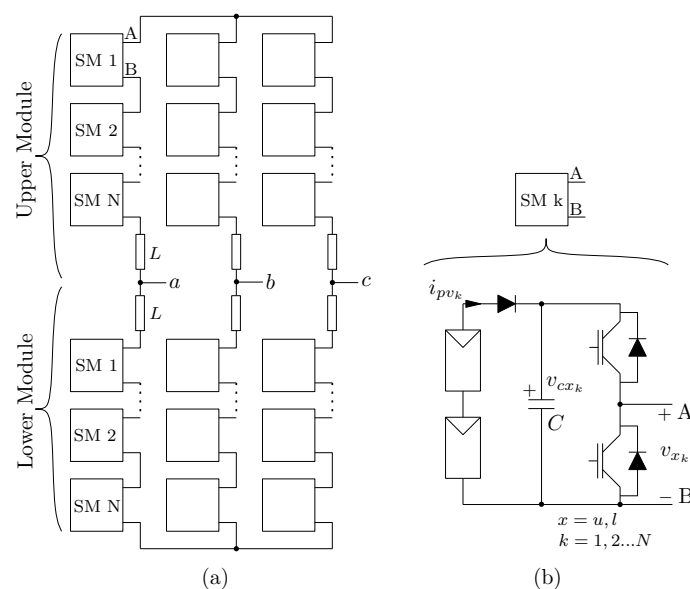 Upper Module
SM 1
A
B
SM 2
SM N
L
a
b
c
Lower Module
L
SM 1
SM 2
SM N
(a)
SM k
A
B
i_{pv_k}
+
v_{cx_k}
C
+ A
v_{x_k}
− B
x = u, l
k = 1, 2...N
(b)